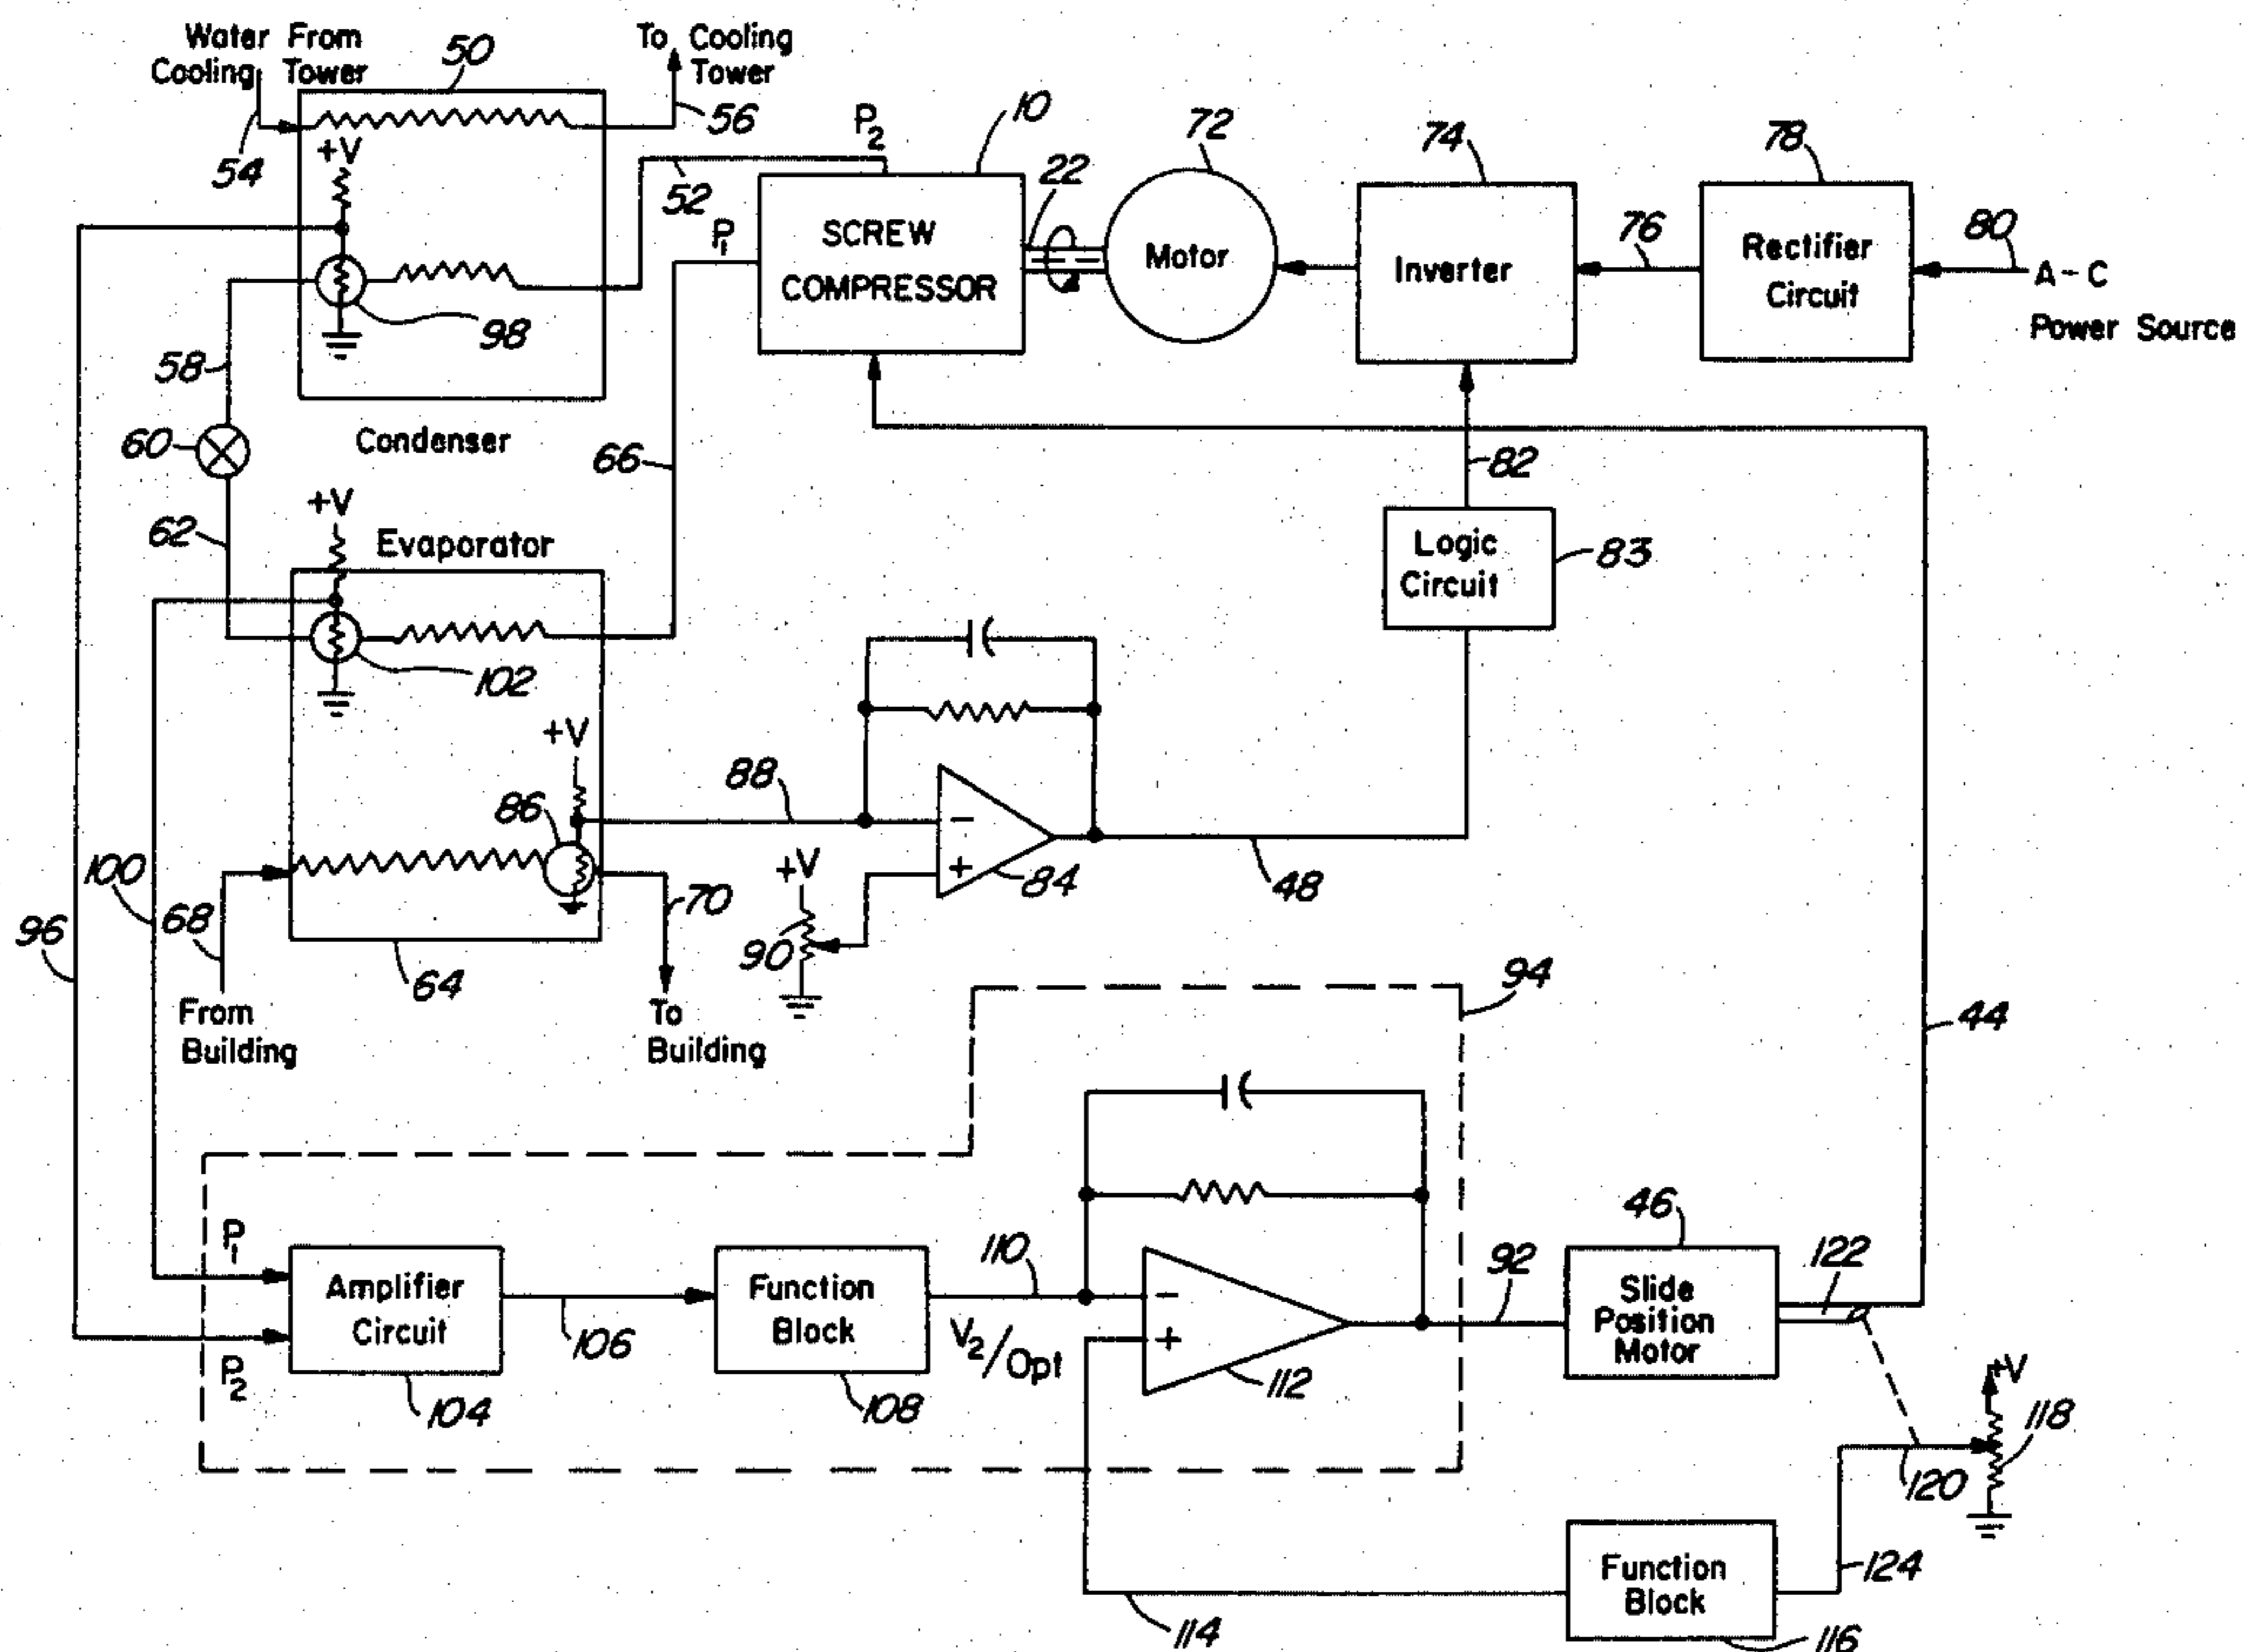 Water From
Cooling Tower
50
To Cooling
Tower
54
56
+V
52
P2
10
22
72
74
78
P1
SCREW
COMPRESSOR
Motor
Inverter
76
Rectifier
Circuit
80
A-C
Power Source
98
58
60
Condenser
66
82
62
+V
Evaporator
Logic
Circuit
83
102
+V
88
86
100
68
96
70
+V
90
-
+
84
48
64
94
44
From
Building
To
Building
P1
P2
Amplifier
Circuit
104
106
Function
Block
108
110
V2/Opt
-
+
112
92
46
Slide
Position
Motor
122
+V
118
120
124
114
Function
Block
116